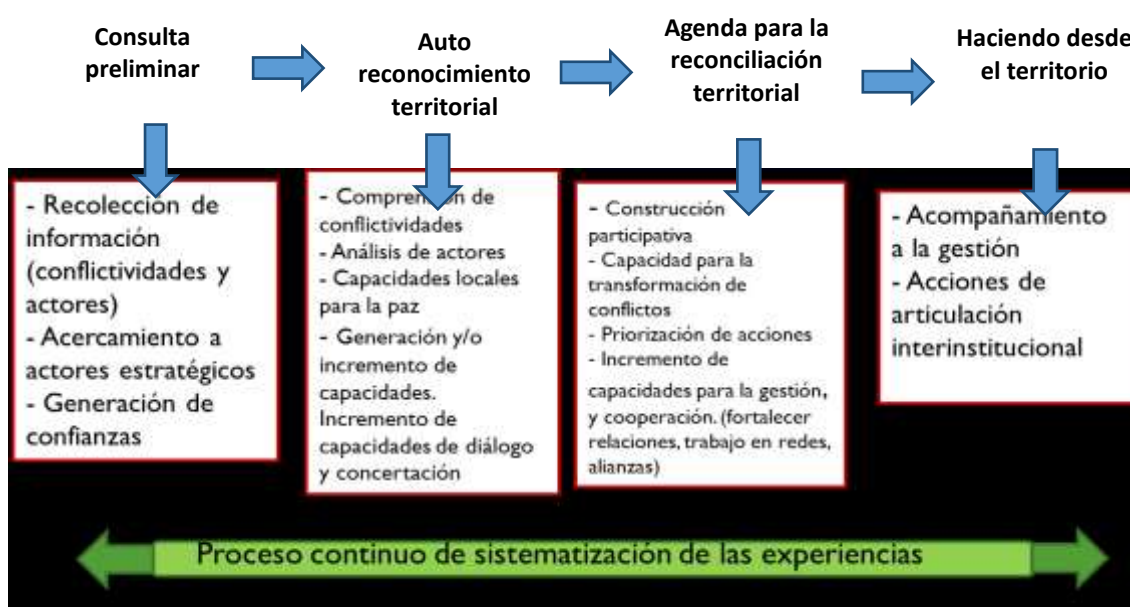 Consulta
preliminar
Auto
reconocimiento
territorial
Agenda para la
reconciliación
territorial
Haciendo desde
el territorio
- Recolección de
información
(conflictividades y
actores)
- Acercamiento a
actores estratégicos
- Generación de
confianzas
- Comprensión de
conflictividades
- Análisis de actores
- Capacidades locales
para la paz
- Generación y/o
incremento de
capacidades.
Incremento de
capacidades de diálogo
y concertación
- Construcción
participativa
- Capacidad para la
transformación de
conflictos
- Priorización de acciones
- Incremento de
capacidades para la gestión,
y cooperación. (fortalecer
relaciones, trabajo en redes,
alianzas)
- Acompañamiento
a la gestión
- Acciones de
articulación
interinstitucional
Proceso continuo de sistematización de las experiencias